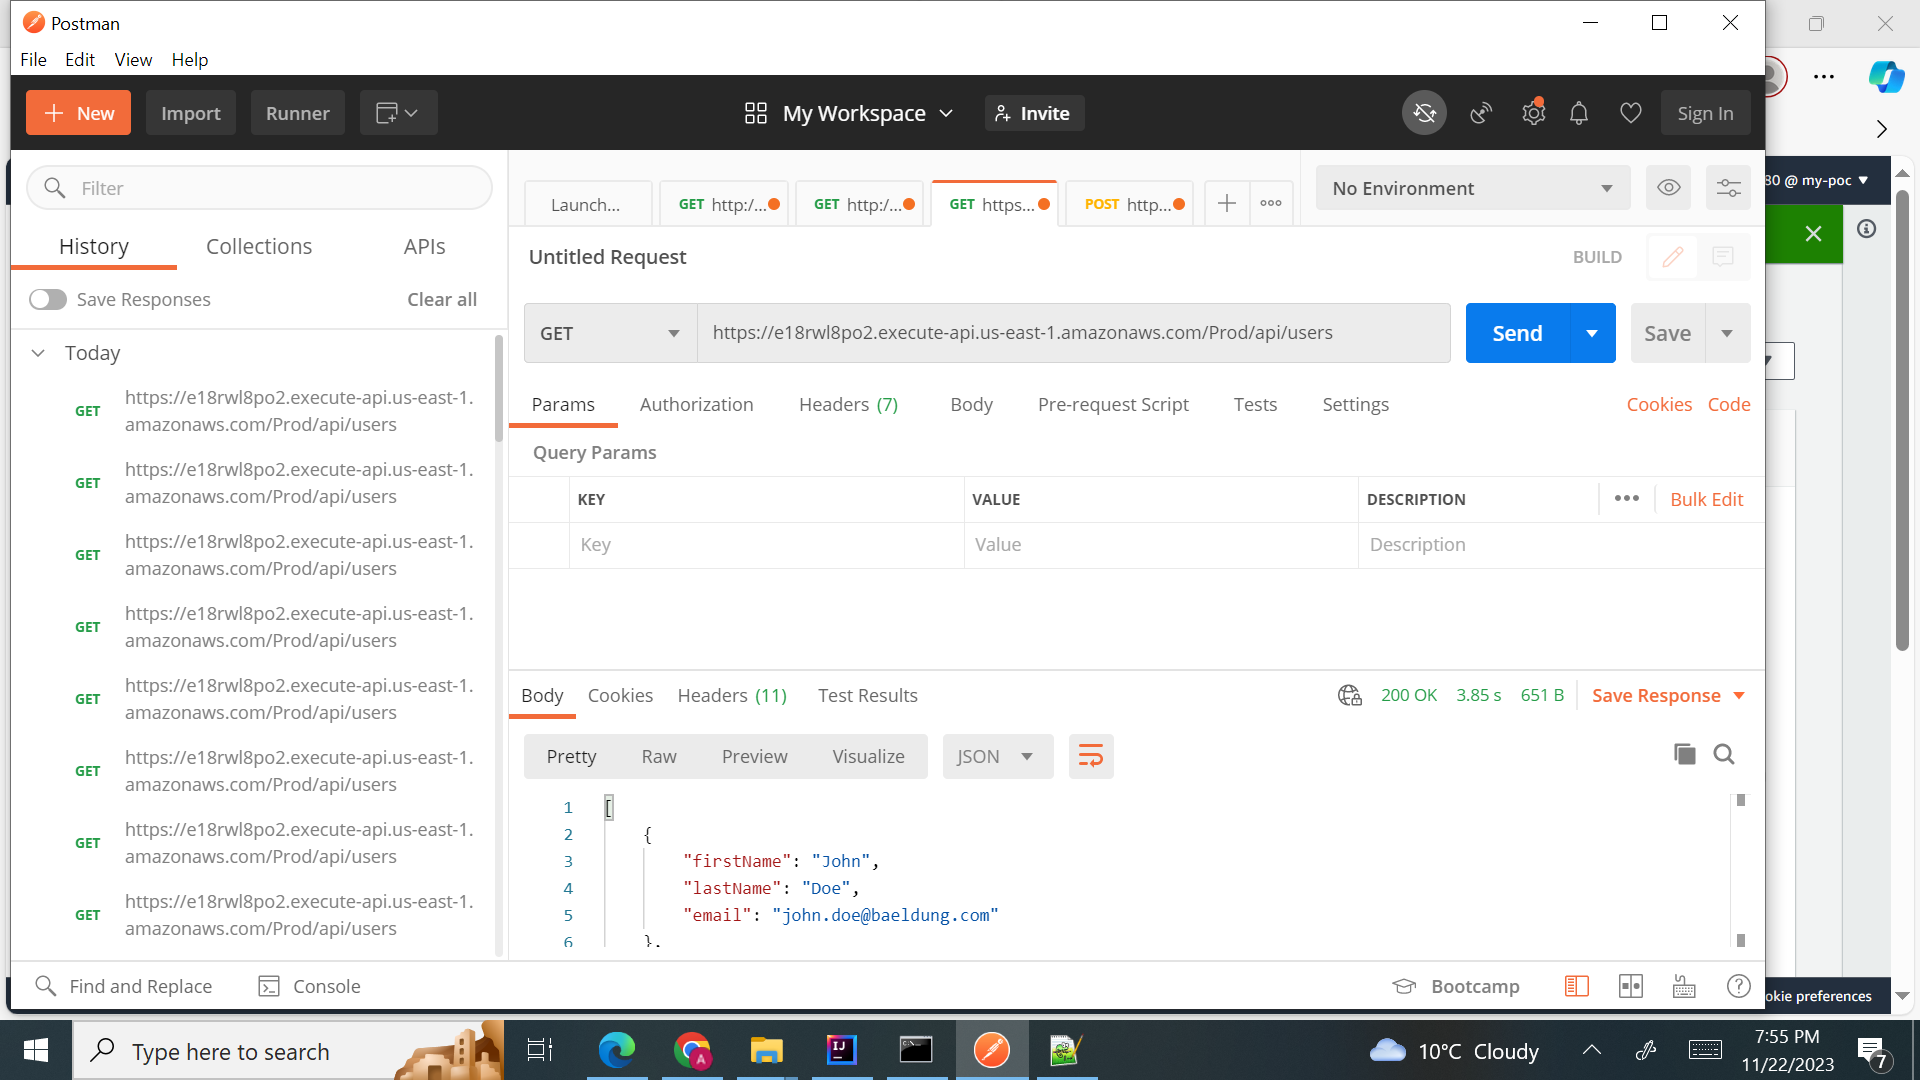 Postman
File Edit View Help
New Import Runner My Workspace Invite Sign In
Filter
History Collections APIs
Save Responses Clear all
Today
GET https://e18rwl8po2.execute-api.us-east-1.
amazonaws.com/Prod/api/users
GET https://e18rwl8po2.execute-api.us-east-1.
amazonaws.com/Prod/api/users
GET https://e18rwl8po2.execute-api.us-east-1.
amazonaws.com/Prod/api/users
GET https://e18rwl8po2.execute-api.us-east-1.
amazonaws.com/Prod/api/users
GET https://e18rwl8po2.execute-api.us-east-1.
amazonaws.com/Prod/api/users
GET https://e18rwl8po2.execute-api.us-east-1.
amazonaws.com/Prod/api/users
GET https://e18rwl8po2.execute-api.us-east-1.
amazonaws.com/Prod/api/users
GET https://e18rwl8po2.execute-api.us-east-1.
amazonaws.com/Prod/api/users
Launch... GET http:/... GET http:/... GET https... POST http... No Environment
Untitled Request BUILD
GET https://e18rwl8po2.execute-api.us-east-1.amazonaws.com/Prod/api/users Send Save
Params Authorization Headers (7) Body Pre-request Script Tests Settings Cookies Code
Query Params
KEY VALUE DESCRIPTION Bulk Edit
Key Value Description
Body Cookies Headers (11) Test Results 200 OK 3.85 s 651 B Save Response
Pretty Raw Preview Visualize JSON
1 [
2 {
3 "firstName": "John",
4 "lastName": "Doe",
5 "email": "john.doe@baeldung.com"
6 },
Find and Replace Console Bootcamp
80 @ my-poc
okie preferences
Type here to search
IJ
A
10°C Cloudy
7:55 PM
11/22/2023
7